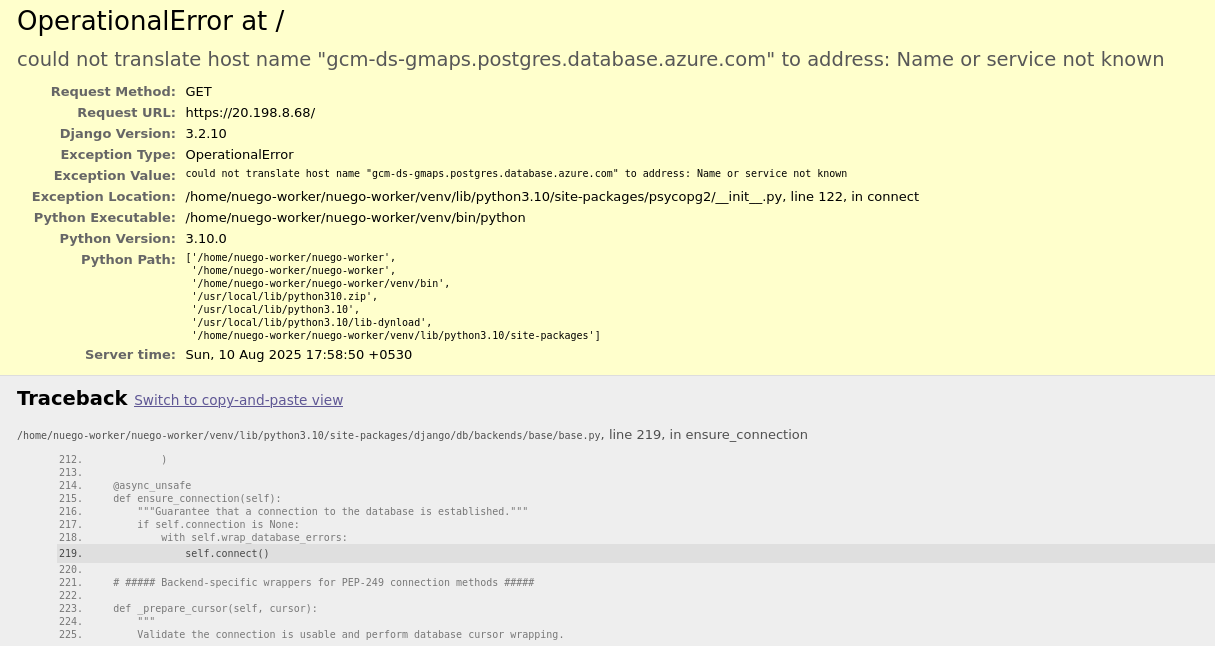 OperationalError at /
could not translate host name "gcm-ds-gmaps.postgres.database.azure.com" to address: Name or service not known
Request Method: GET
Request URL: https://20.198.8.68/
Django Version: 3.2.10
Exception Type: OperationalError
Exception Value: could not translate host name "gcm-ds-gmaps.postgres.database.azure.com" to address: Name or service not known
Exception Location: /home/nuego-worker/nuego-worker/venv/lib/python3.10/site-packages/psycopg2/__init__.py, line 122, in connect
Python Executable: /home/nuego-worker/nuego-worker/venv/bin/python
Python Version: 3.10.0
Python Path: ['/home/nuego-worker/nuego-worker',
'/home/nuego-worker/nuego-worker',
'/home/nuego-worker/nuego-worker/venv/bin',
'/usr/local/lib/python310.zip',
'/usr/local/lib/python3.10',
'/usr/local/lib/python3.10/lib-dynload',
'/home/nuego-worker/nuego-worker/venv/lib/python3.10/site-packages']
Server time: Sun, 10 Aug 2025 17:58:50 +0530
Traceback Switch to copy-and-paste view
/home/nuego-worker/nuego-worker/venv/lib/python3.10/site-packages/django/db/backends/base/base.py, line 219, in ensure_connection
212. )
213.
214. @async_unsafe
215. def ensure_connection(self):
216. """Guarantee that a connection to the database is established."""
217. if self.connection is None:
218. with self.wrap_database_errors:
219. self.connect()
220.
221. # ##### Backend-specific wrappers for PEP-249 connection methods #####
222.
223. def _prepare_cursor(self, cursor):
224. """
225. Validate the connection is usable and perform database cursor wrapping.